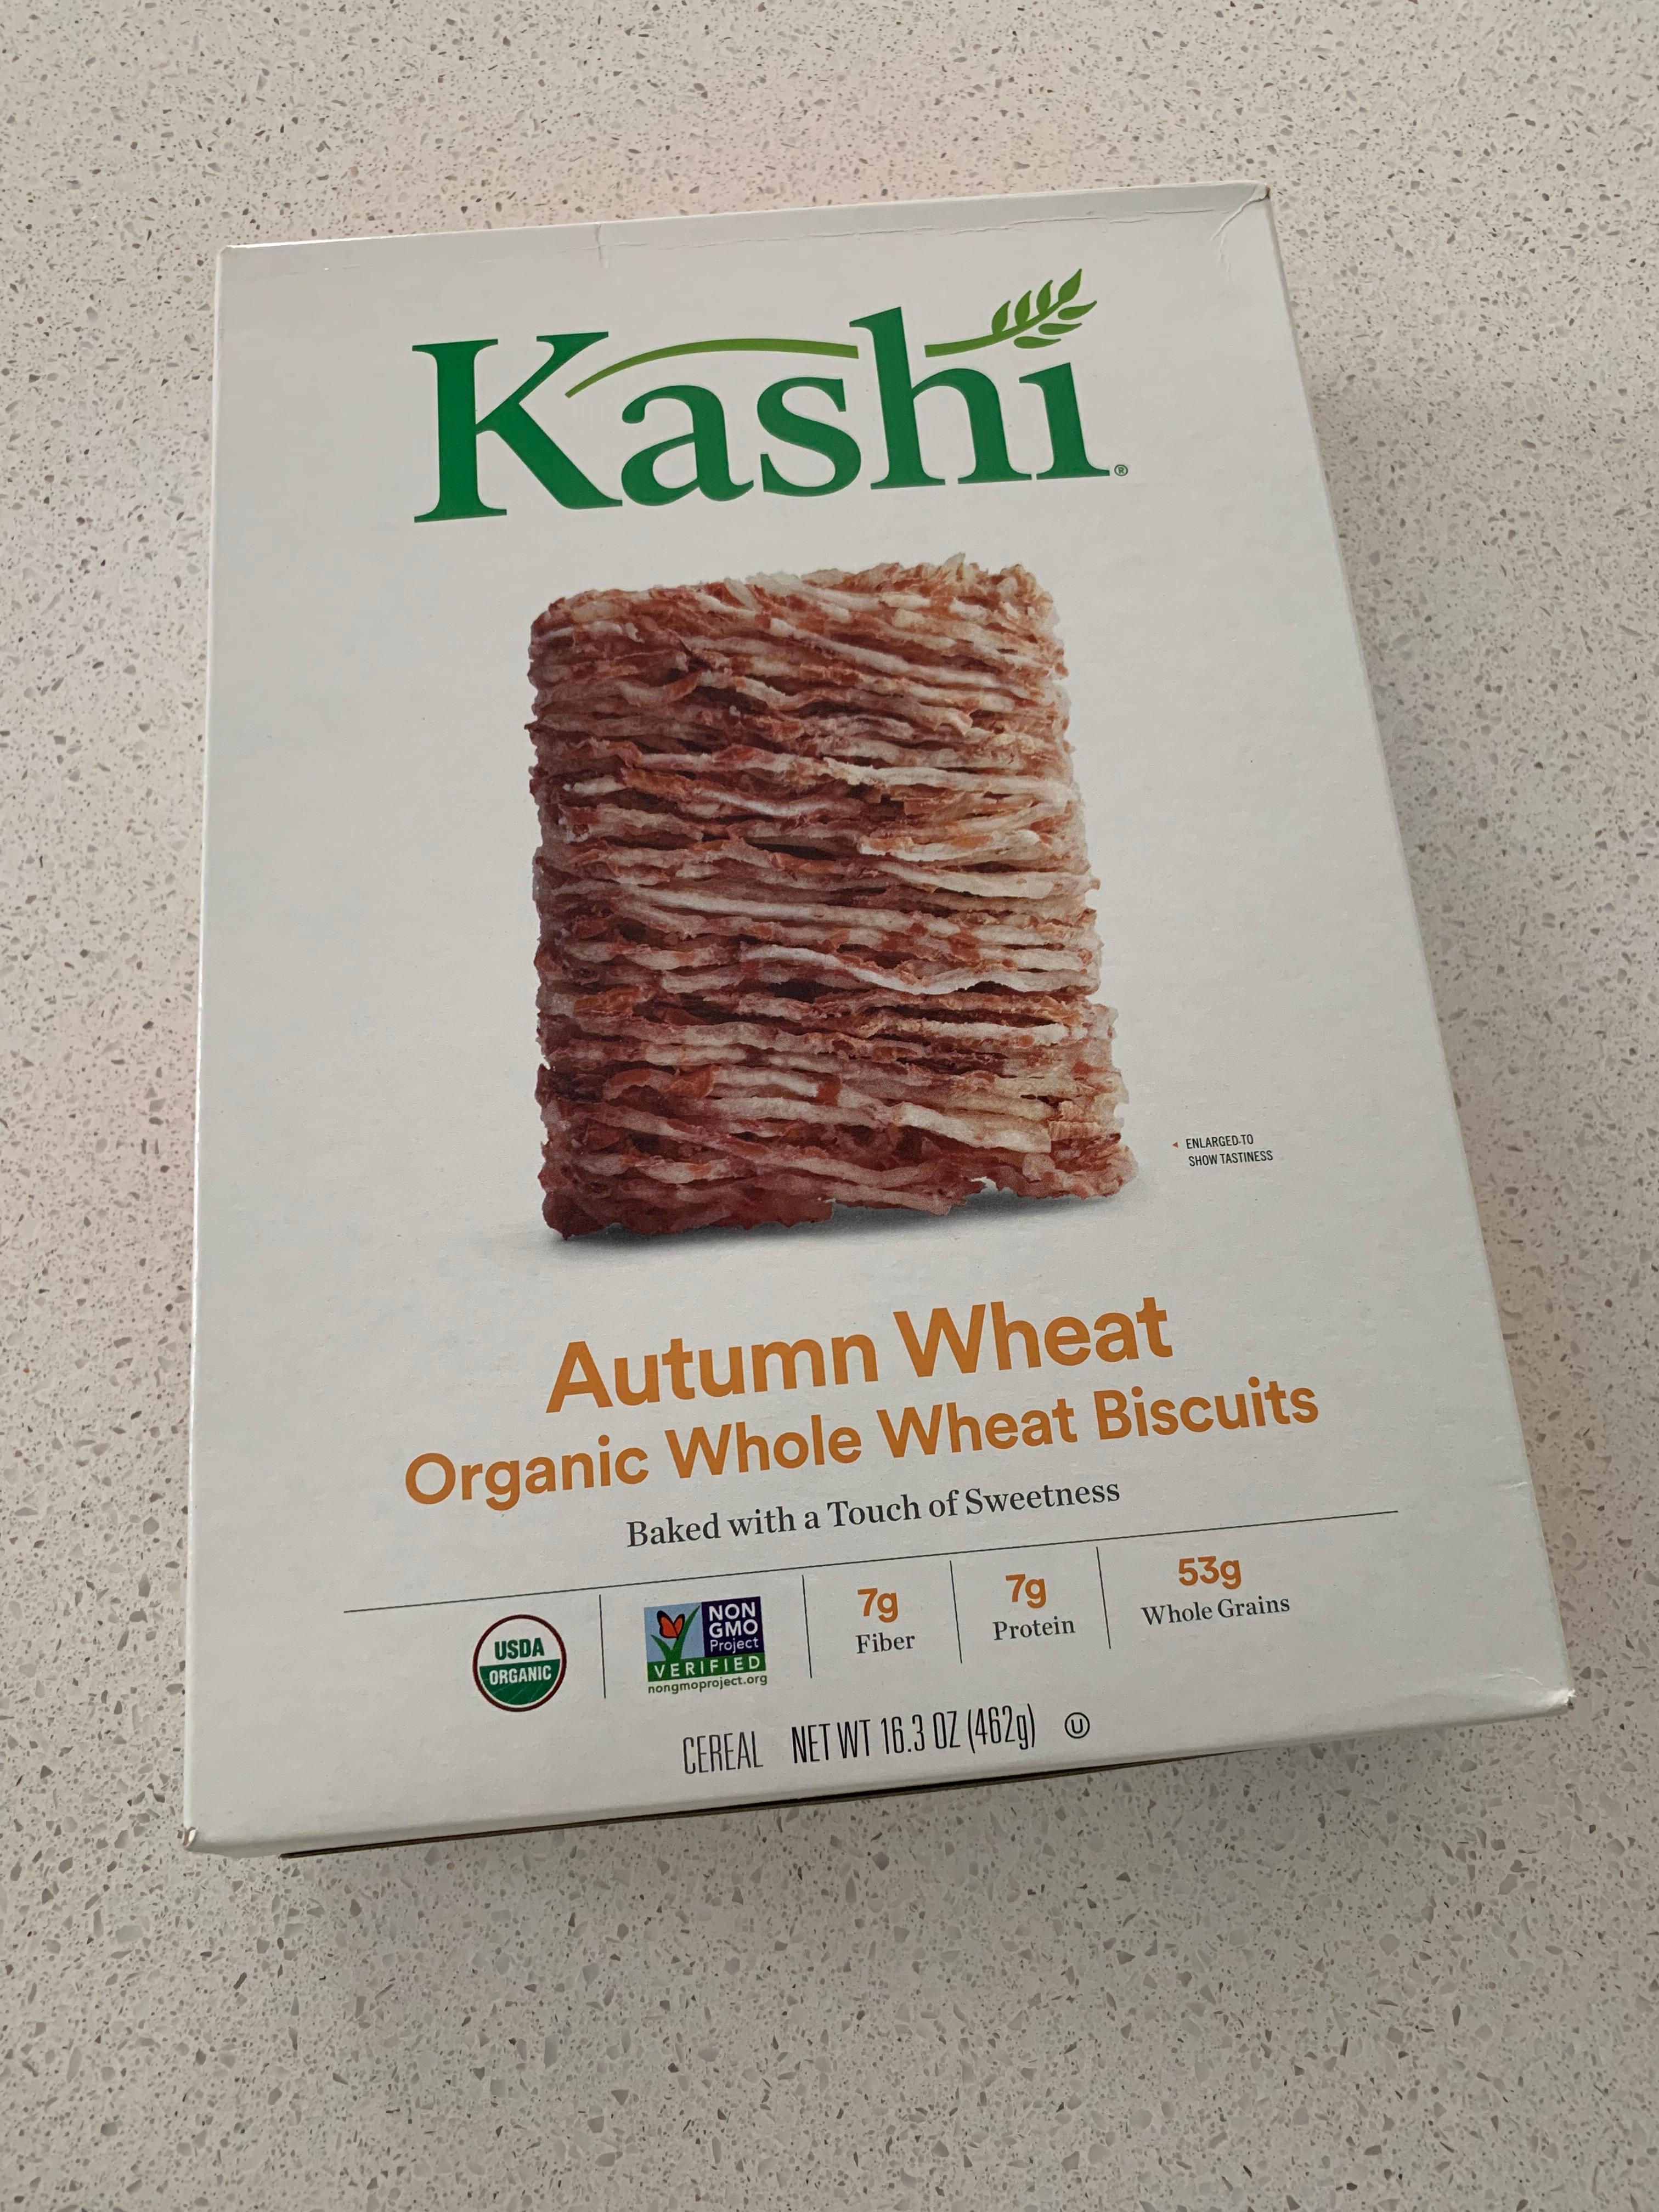 Kashi®
ENLARGED TO
SHOW TASTINESS
Autumn Wheat
Organic Whole Wheat Biscuits
Baked with a Touch of Sweetness
USDA
ORGANIC
NON
GMO
Project
VERIFIED
nongmoproject.org
7g
Fiber
7g
Protein
53g
Whole Grains
CEREAL NET WT 16.3 OZ (462g) U